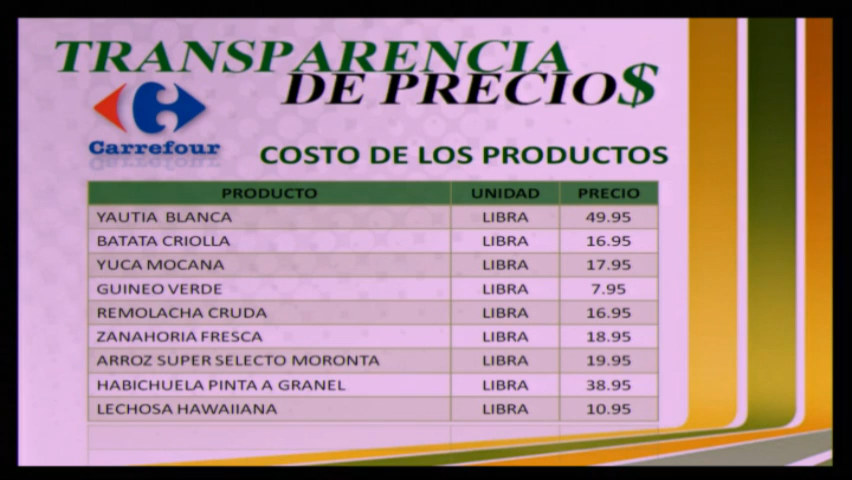 TRANSPARENCIA
DE PRECIO$
Carrefour
COSTO DE LOS PRODUCTOS
PRODUCTO UNIDAD PRECIO
YAUTIA BLANCA LIBRA 49.95
BATATA CRIOLLA LIBRA 16.95
YUCA MOCANA LIBRA 17.95
GUINEO VERDE LIBRA 7.95
REMOLACHA CRUDA LIBRA 16.95
ZANAHORIA FRESCA LIBRA 18.95
ARROZ SUPER SELECTO MORONTA LIBRA 19.95
HABICHUELA PINTA A GRANEL LIBRA 38.95
LECHOSA HAWAIIANA LIBRA 10.95